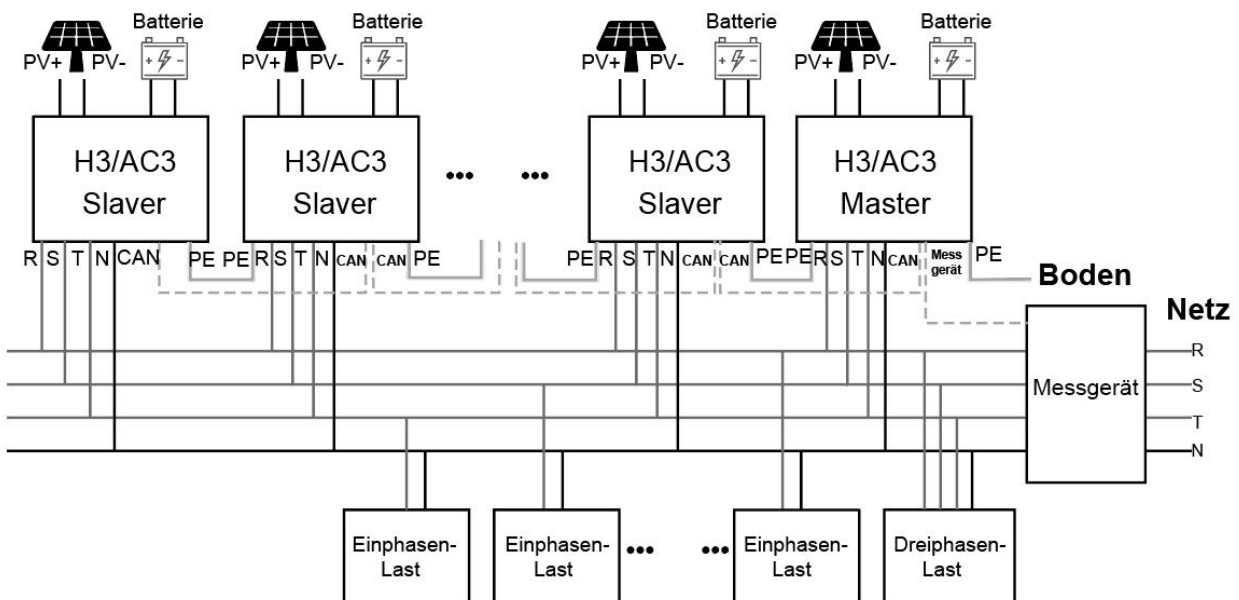 Batterie
Batterie
Batterie
Batterie
PV+ PV-
PV+ PV-
PV+ PV-
PV+ PV-
+ -
+ -
+ -
+ -
H3/AC3
Slaver
H3/AC3
Slaver
••• •••
H3/AC3
Slaver
H3/AC3
Master
R S T N CAN PE
PE R S T N CAN CAN PE
PE R S T N CAN CAN PE
PE R S T N CAN
Mess
gerät
PE
Boden
Netz
Messgerät
R
S
T
N
Einphasen-
Last
Einphasen-
Last
••• •••
Einphasen-
Last
Dreiphasen-
Last